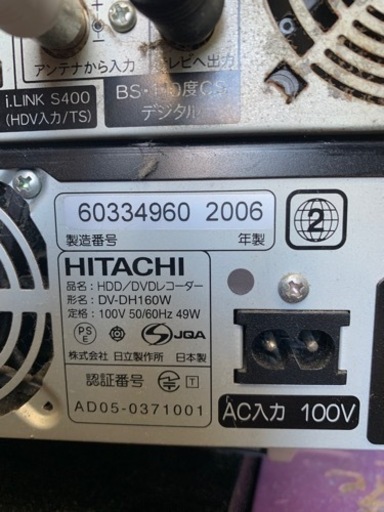 アンテナから入力
テレビへ出力
i.LINK S400
(HDV入力/TS)
BS・110度CS
デジタル
60334960 2006
製造番号
年製
2
HITACHI
品名：HDD/DVDレコーダー
形名：DV-DH160W
定格：100V 50/60Hz 49W
PS
E
JQA
株式会社 日立製作所 日本製
認証番号
T
AD05-0371001
AC入力 100V